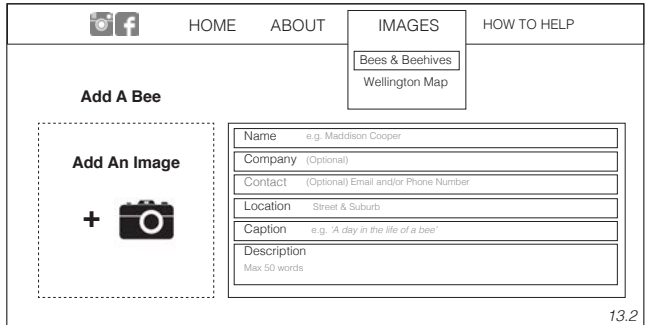 HOME ABOUT IMAGES HOW TO HELP
Bees & Beehives
Wellington Map
Add A Bee
Add An Image
+
Name e.g. Maddison Cooper
Company (Optional)
Contact (Optional) Email and/or Phone Number
Location Street & Suburb
Caption e.g. 'A day in the life of a bee'
Description
Max 50 words
13.2